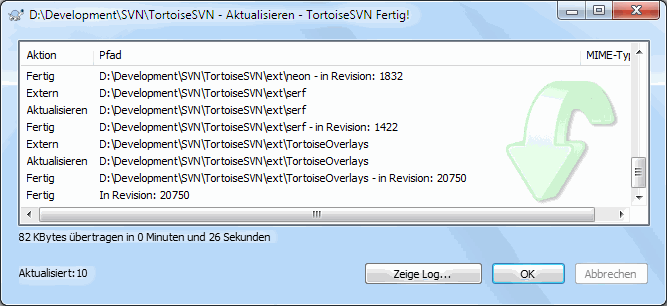 D:\Development\SVN\TortoiseSVN - Aktualisieren - TortoiseSVN Fertig!
Aktion Pfad MIME-Typ
Fertig D:\Development\SVN\TortoiseSVN\ext\neon - in Revision: 1832
Extern D:\Development\SVN\TortoiseSVN\ext\serf
Aktualisieren D:\Development\SVN\TortoiseSVN\ext\serf
Fertig D:\Development\SVN\TortoiseSVN\ext\serf - in Revision: 1422
Extern D:\Development\SVN\TortoiseSVN\ext\TortoiseOverlays
Aktualisieren D:\Development\SVN\TortoiseSVN\ext\TortoiseOverlays
Fertig D:\Development\SVN\TortoiseSVN\ext\TortoiseOverlays - in Revision: 20750
Fertig In Revision: 20750
82 KBytes übertragen in 0 Minuten und 26 Sekunden
Aktualisiert: 10 Zeige Log... OK Abbrechen